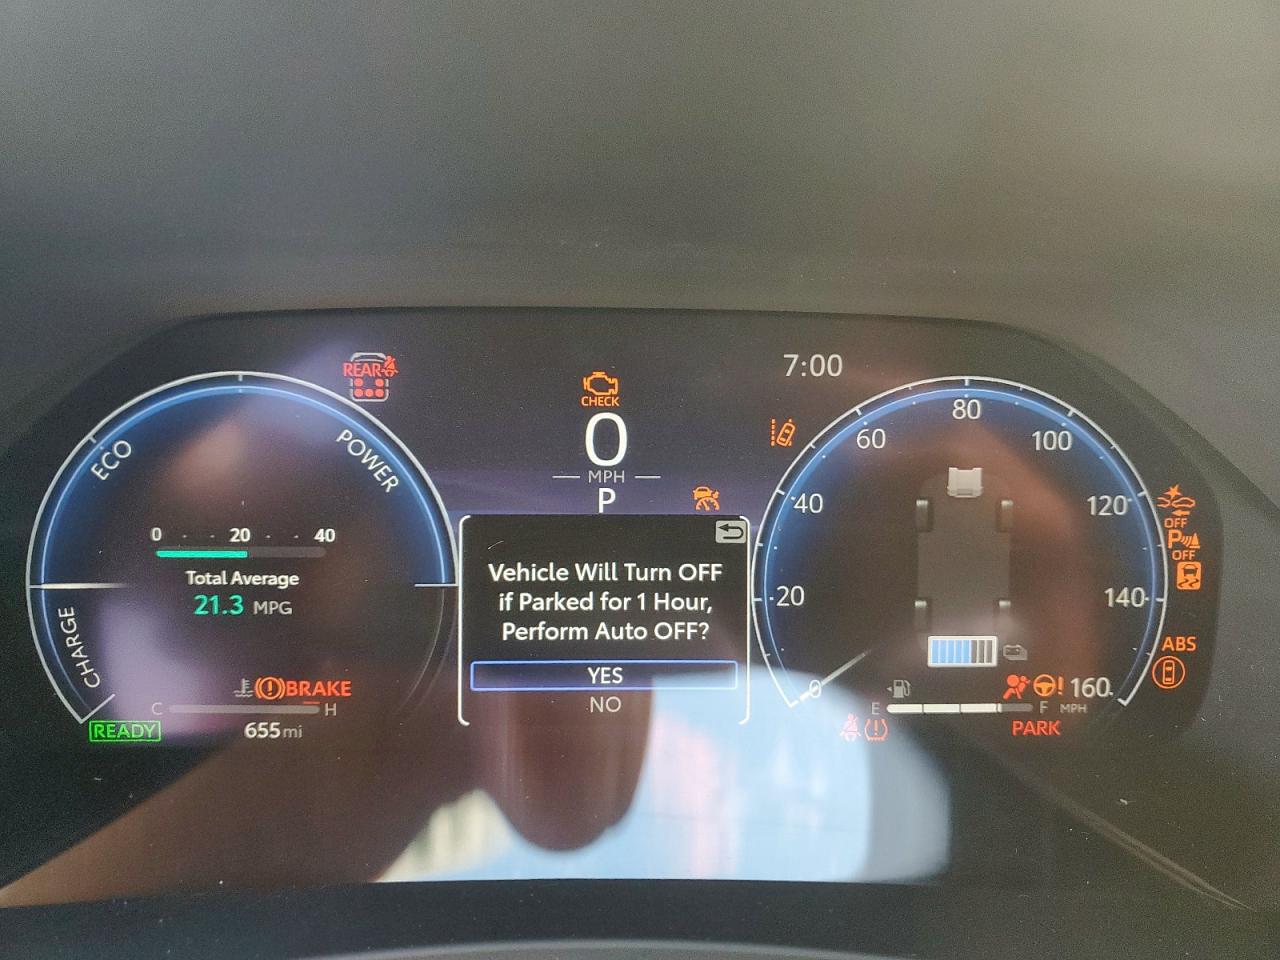 REAR
CHECK
7:00
0
MPH
P
ECO
POWER
CHARGE
0 20 40
Total Average
21.3 MPG
BRAKE
C H
READY
655 mi
Vehicle Will Turn OFF
if Parked for 1 Hour,
Perform Auto OFF?
YES
NO
0
20
40
60
80
100
120
140
160
MPH
E F
PARK
OFF
P
OFF
ABS